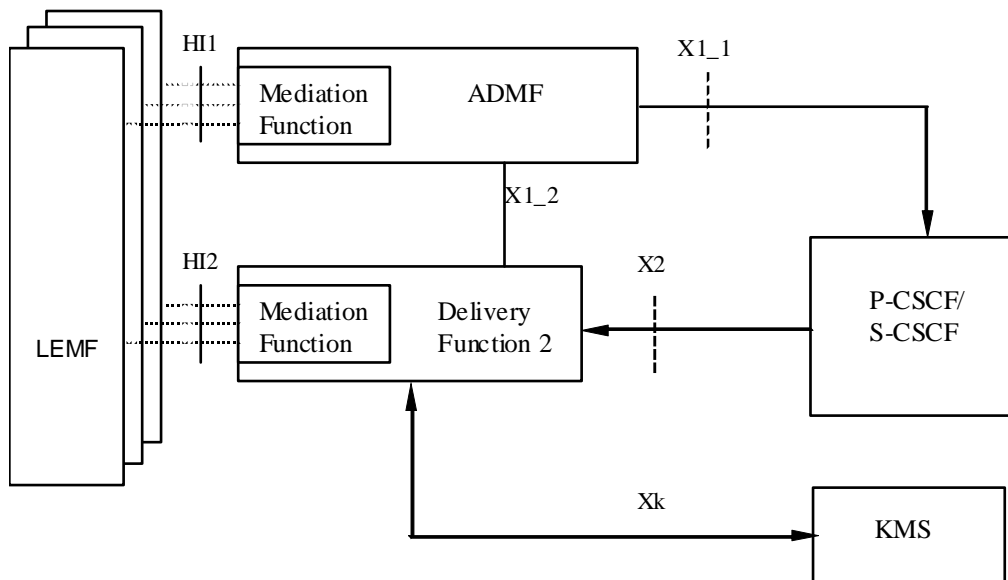 HI1
X1_1
Mediation
Function
ADMF
X1_2
HI2
X2
Mediation
Function
Delivery
Function 2
P-CSCF/
S-CSCF
LEMF
Xk
KMS